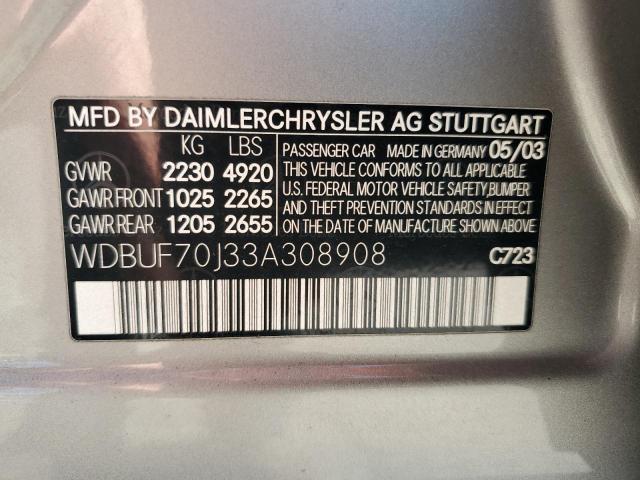 MFD BY DAIMLERCHRYSLER AG STUTTGART
KG LBS
GVWR 2230 4920
GAWR FRONT 1025 2265
GAWR REAR 1205 2655
PASSENGER CAR MADE IN GERMANY 05/03
THIS VEHICLE CONFORMS TO ALL APPLICABLE
U.S. FEDERAL MOTOR VEHICLE SAFETY, BUMPER
AND THEFT PREVENTION STANDARDS IN EFFECT
ON THE DATE OF MANUFACTURE SHOWN ABOVE
WDBUF70J33A308908 C723